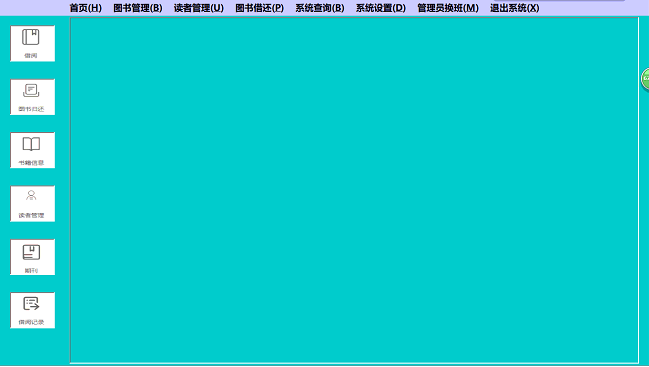 首页(H) 图书管理(B) 读者管理(U) 图书借还(P) 系统查询(B) 系统设置(D) 管理员换班(M) 退出系统(X)
借阅
图书归还
书籍信息
读者管理
期刊
借阅记录